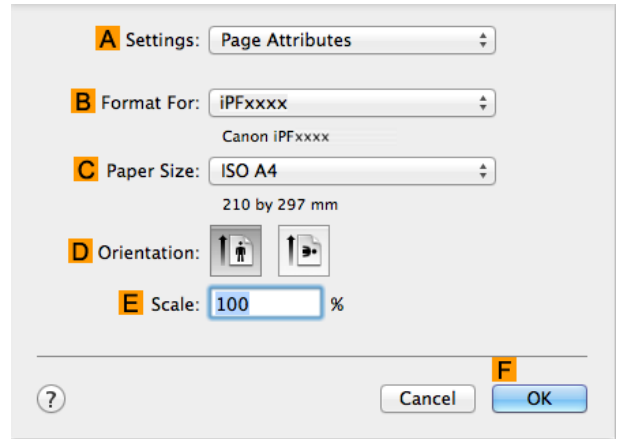 A Settings: Page Attributes
B Format For: iPFxxxx
Canon iPFxxxx
C Paper Size: ISO A4
210 by 297 mm
D Orientation:
E Scale: 100 %
F
? Cancel OK